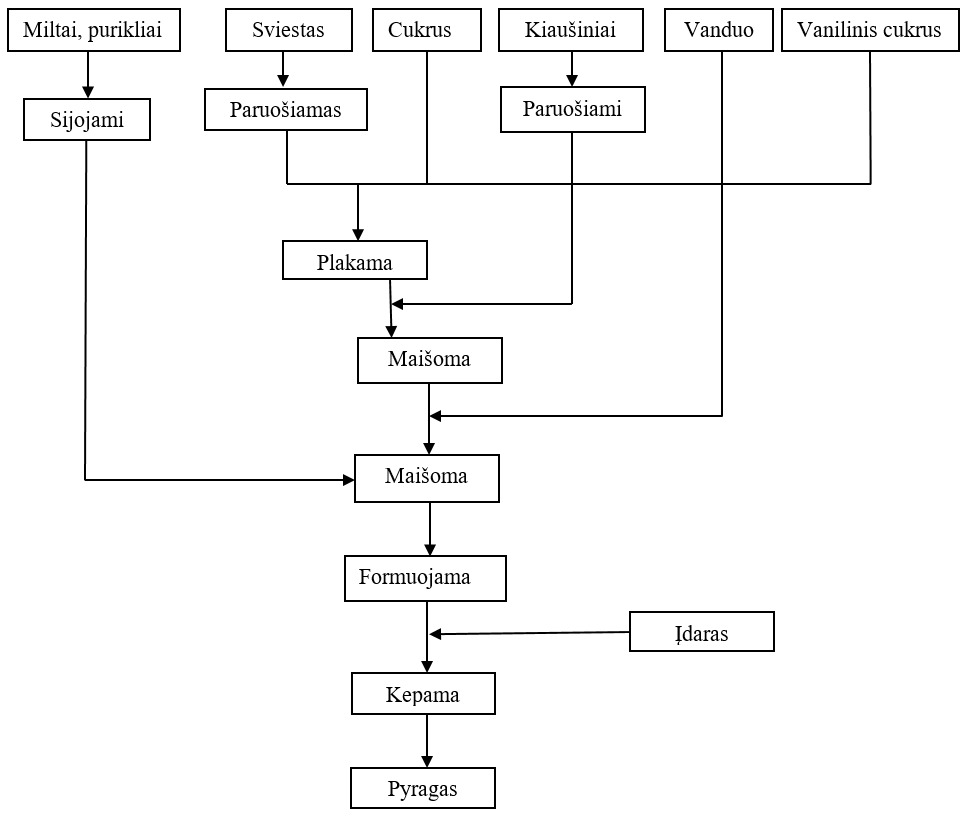 Miltai, purikliai
Sviestas
Cukrus
Kiaušiniai
Vanduo
Vanilinis cukrus
Sijojami
Paruošiamas
Paruošiami
Plakama
Maišoma
Maišoma
Formuojama
Įdaras
Kepama
Pyragas